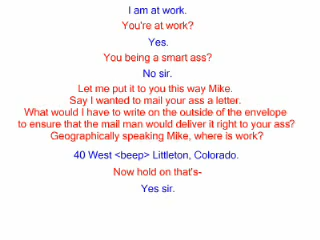 I am at work.
You're at work?
Yes.
You being a smart ass?
No sir.
Let me put it to you this way Mike.
Say I wanted to mail your ass a letter.
What would I have to write on the outside of the envelope
to ensure that the mail man would deliver it right to your ass?
Geographically speaking Mike, where is work?
40 West <beep> Littleton, Colorado.
Now hold on that's-
Yes sir.